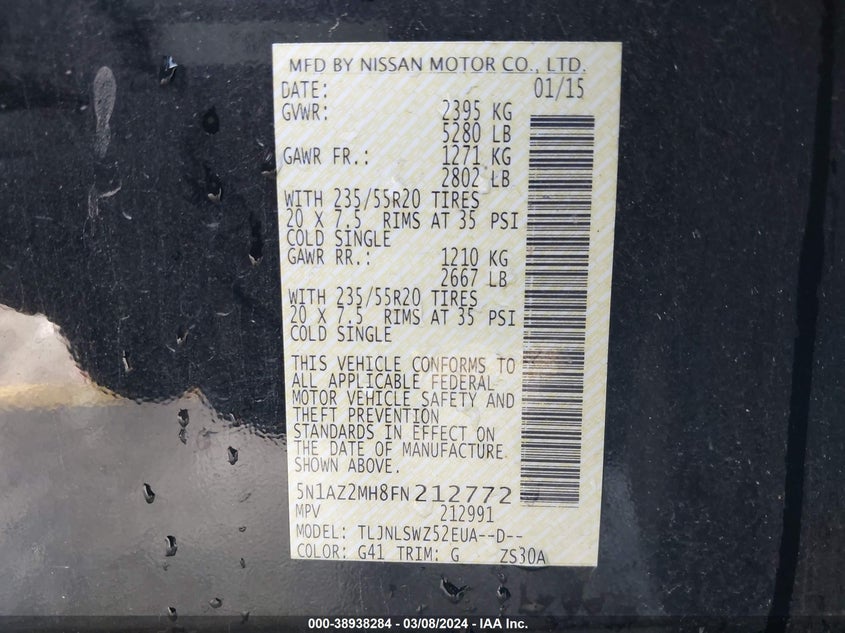 MFD BY NISSAN MOTOR CO., LTD.
DATE: 01/15
GVWR: 2395 KG
5280 LB
GAWR FR.: 1271 KG
2802 LB
WITH 235/55R20 TIRES
20 X 7.5 RIMS AT 35 PSI
COLD SINGLE
GAWR RR.: 1210 KG
2667 LB
WITH 235/55R20 TIRES
20 X 7.5 RIMS AT 35 PSI
COLD SINGLE
THIS VEHICLE CONFORMS TO
ALL APPLICABLE FEDERAL
MOTOR VEHICLE SAFETY AND
THEFT PREVENTION
STANDARDS IN EFFECT ON
THE DATE OF MANUFACTURE
SHOWN ABOVE.
5N1AZ2MH8FN212772
MPV 212991
MODEL: TLJNLSWZ52EUA--D--
COLOR: G41 TRIM: G ZS30A
000-38938284 - 03/08/2024 - IAA Inc.